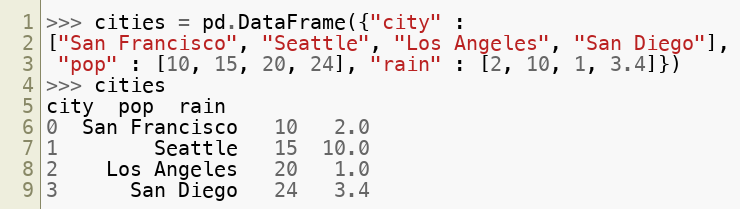 1 >>> cities = pd.DataFrame({"city" :
2 ["San Francisco", "Seattle", "Los Angeles", "San Diego"],
3  "pop" : [10, 15, 20, 24], "rain" : [2, 10, 1, 3.4]})
4 >>> cities
5 city  pop  rain
6 0  San Francisco   10   2.0
7 1        Seattle   15  10.0
8 2    Los Angeles   20   1.0
9 3      San Diego   24   3.4